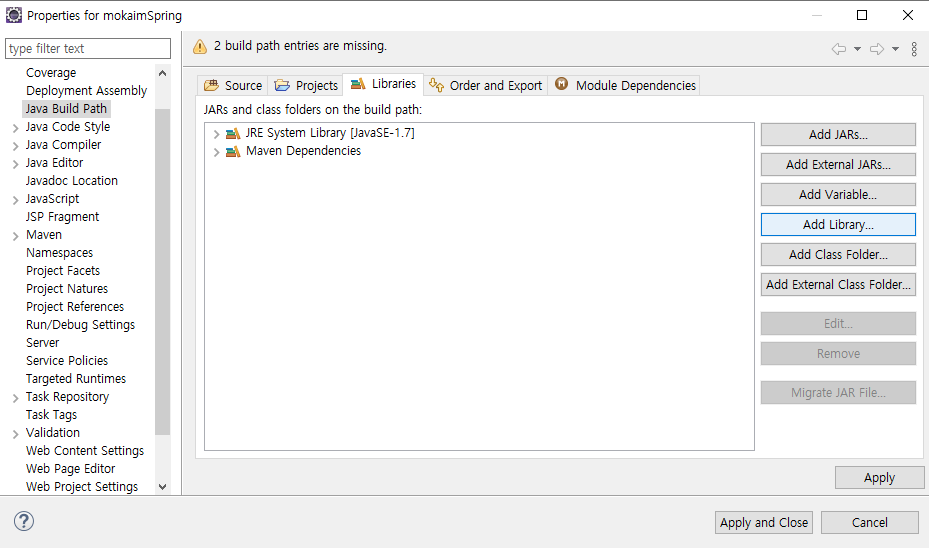 Properties for mokaimSpring
type filter text
2 build path entries are missing.
Coverage
Deployment Assembly
Java Build Path
Java Code Style
Java Compiler
Java Editor
Javadoc Location
JavaScript
JSP Fragment
Maven
Namespaces
Project Facets
Project Natures
Project References
Run/Debug Settings
Server
Service Policies
Targeted Runtimes
Task Repository
Task Tags
Validation
Web Content Settings
Web Page Editor
Web Project Settings
Source Projects Libraries Order and Export Module Dependencies
JARs and class folders on the build path:
JRE System Library [JavaSE-1.7]
Maven Dependencies
Add JARs...
Add External JARs...
Add Variable...
Add Library...
Add Class Folder...
Add External Class Folder...
Edit...
Remove
Migrate JAR File...
Apply
Apply and Close Cancel